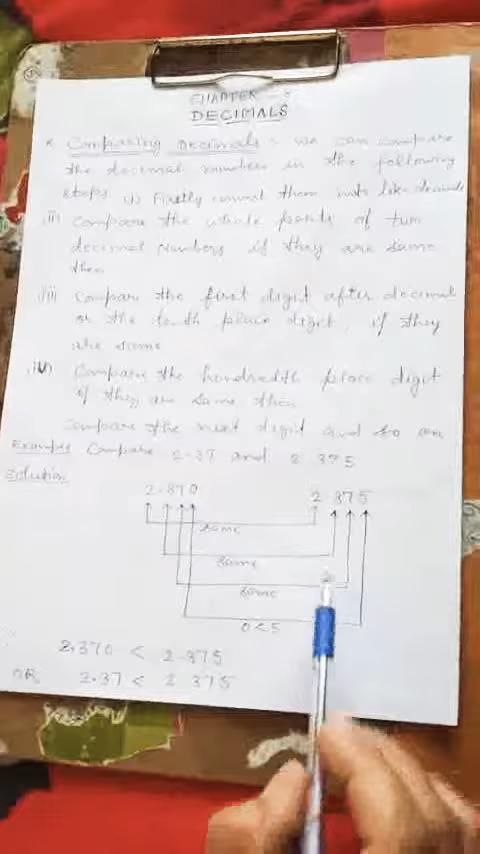 CHAPTER - 8
DECIMALS
* Comparing Decimals - we can compare
the decimal numbers in the following
steps (i) Firstly convert them into like decimals
(ii) Compare the whole parts of two
decimal Numbers if they are same
then
(iii) Compare the first digit after decimal
or the tenth place digit, if they
are same
(iv) Compare the hundredth place digit
if they are same then
compare the next digit and so on
Example Compare 2.37 and 2.375
Solution
2.370 2.375
same
same
same
0<5
2.370 < 2.375
OR 2.37 < 2.375